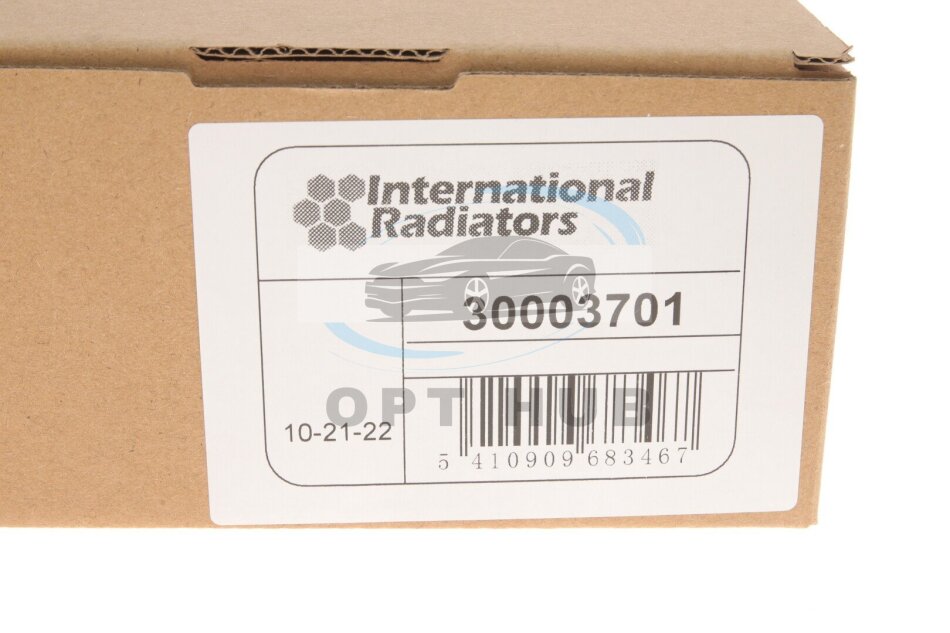 International
Radiators
30003701
OPT HUB
10-21-22
5 410909 683467